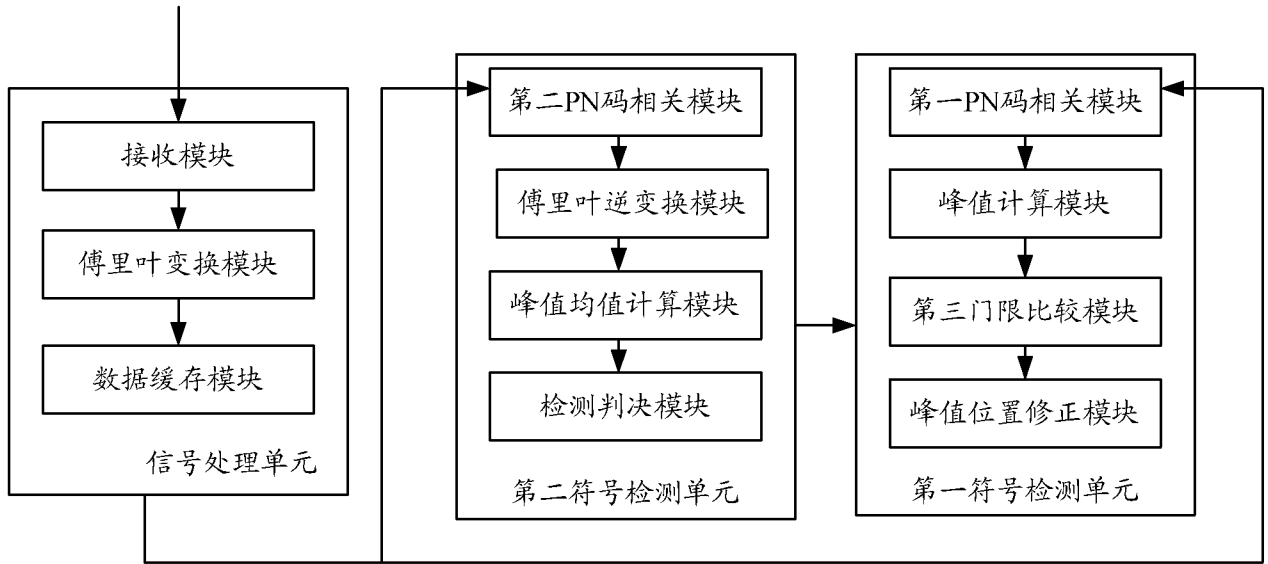 接收模块
傅里叶变换模块
数据缓存模块
信号处理单元
第二PN码相关模块
傅里叶逆变换模块
峰值均值计算模块
检测判决模块
第二符号检测单元
第一PN码相关模块
峰值计算模块
第三门限比较模块
峰值位置修正模块
第一符号检测单元